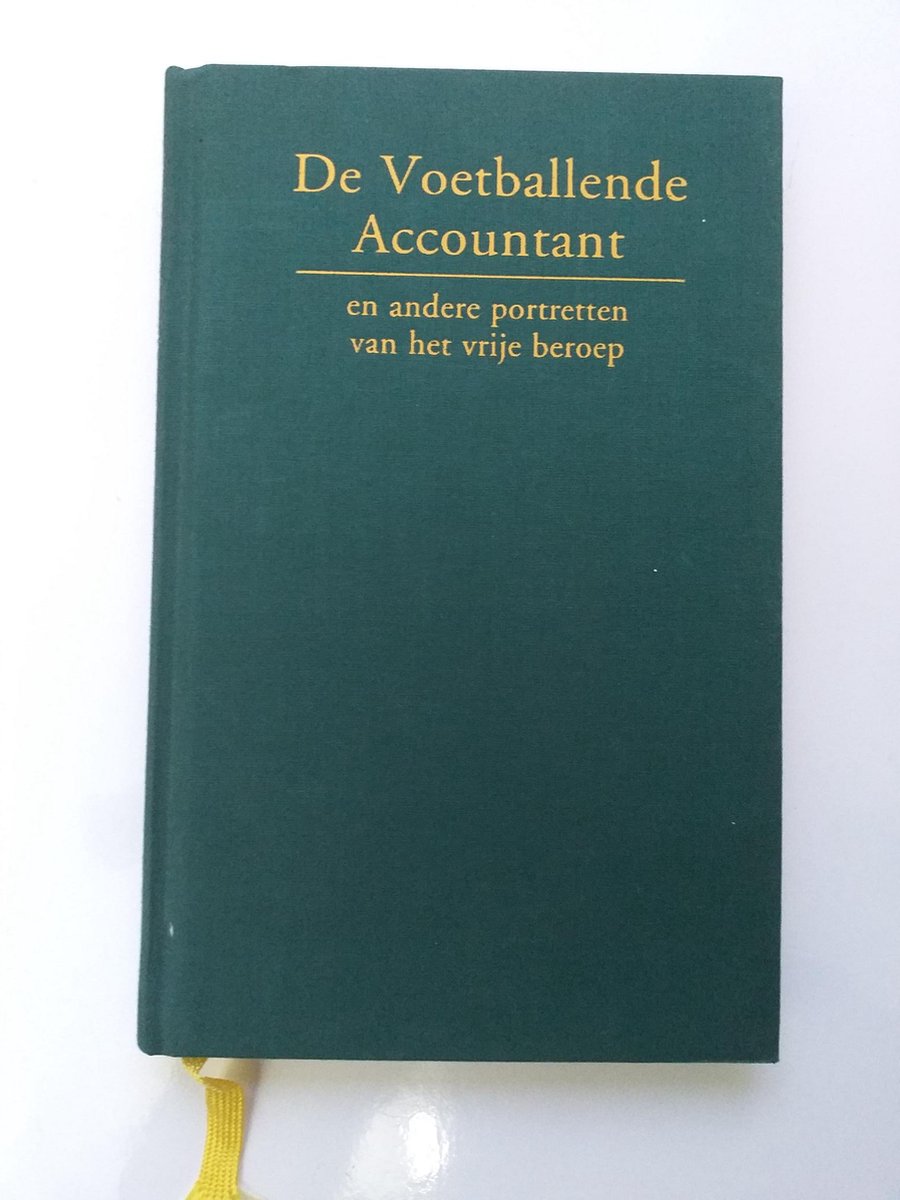 De Voetballende
Accountant
en andere portretten
van het vrije beroep